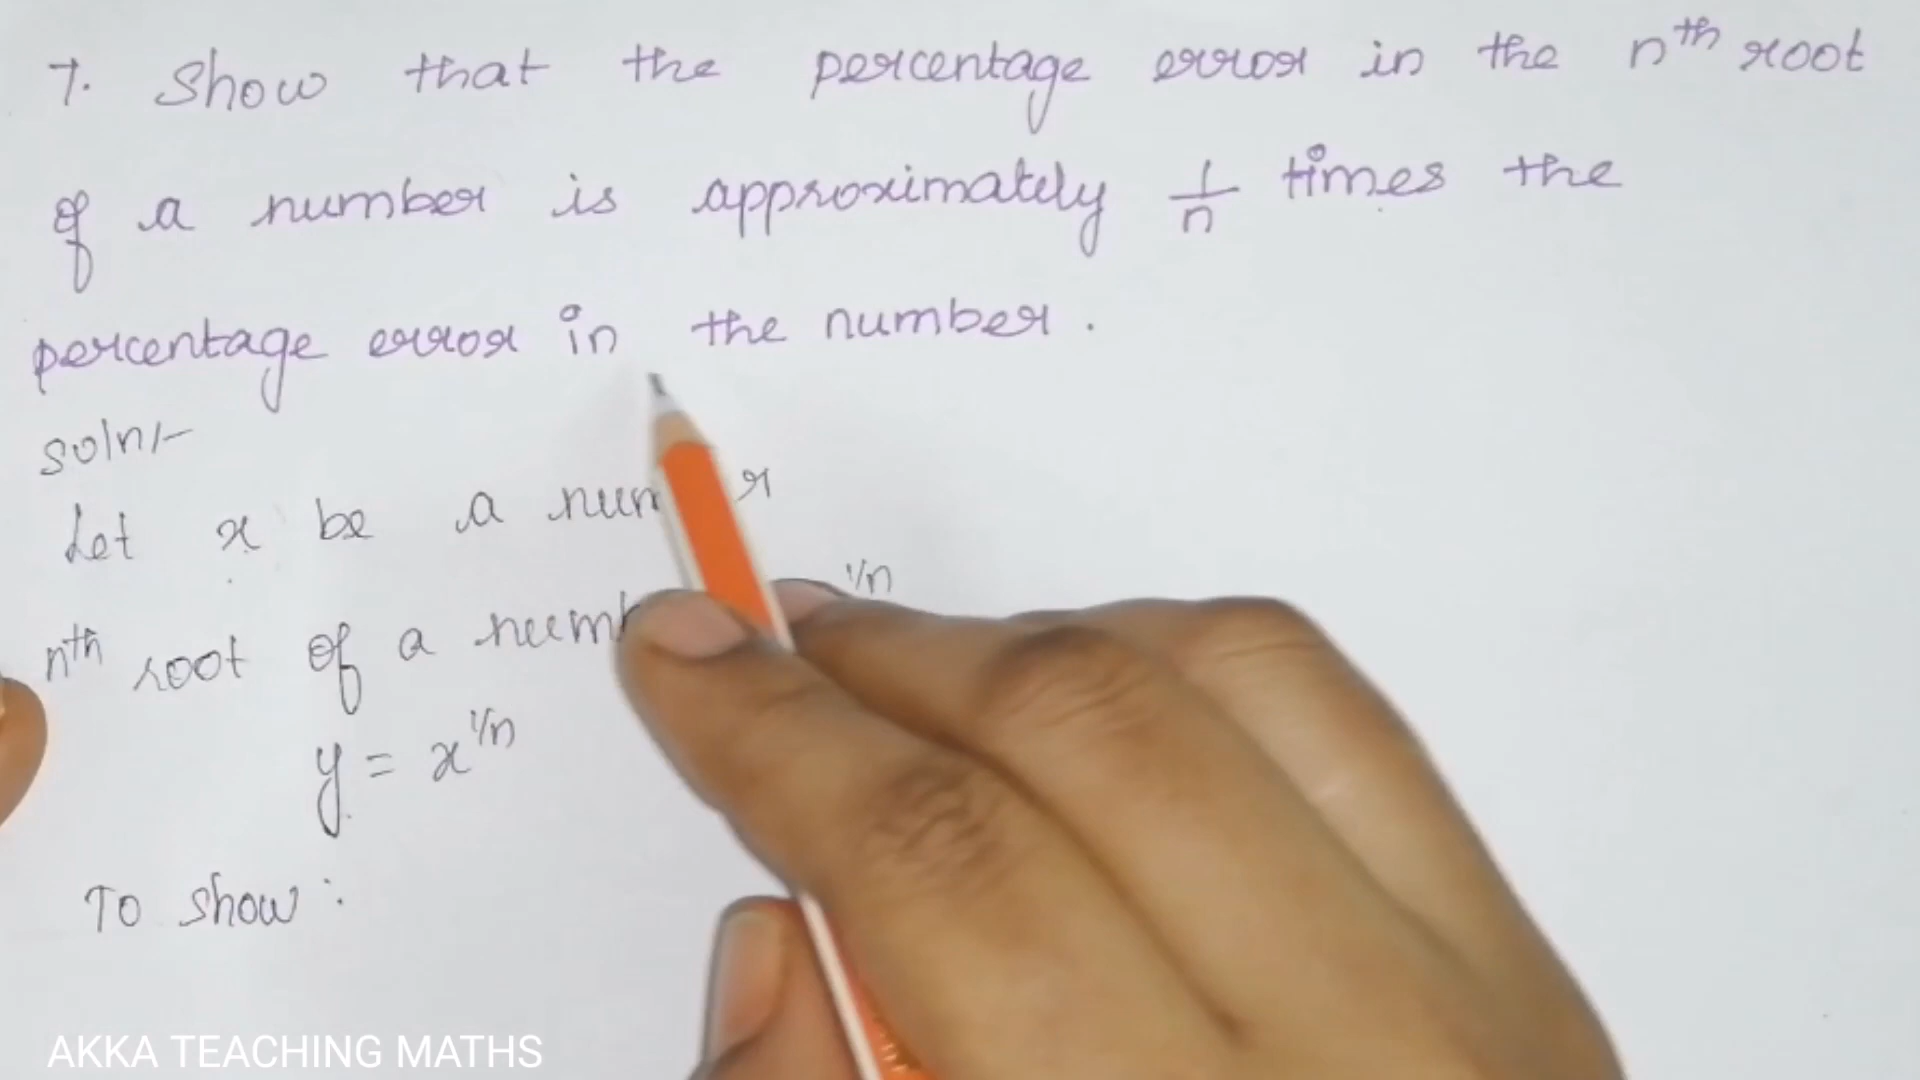 7. Show that the percentage error in the nᵗʰ root
of a number is approximately 1/n times the
percentage error in the number.
soln/-
Let x be a
nᵗʰ root of a
y = x^1/n
To show :
AKKA TEACHING MATHS